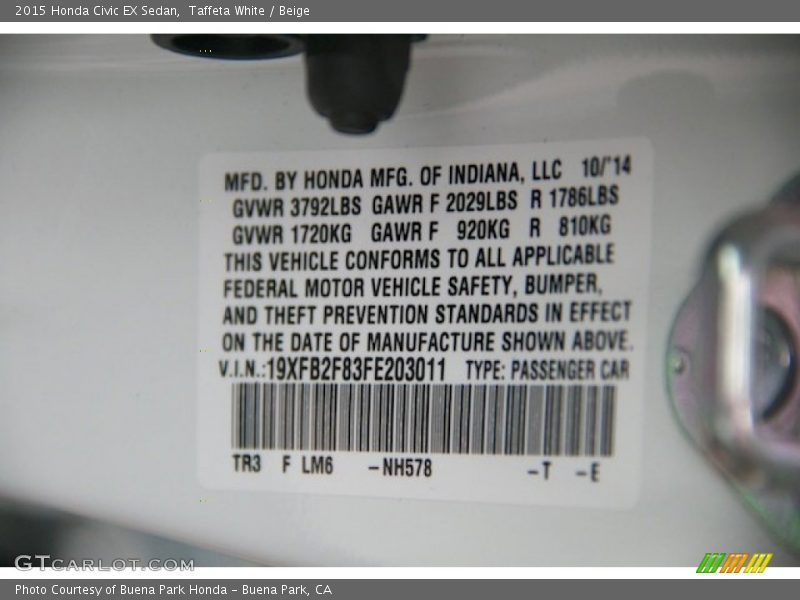 2015 Honda Civic EX Sedan, Taffeta White / Beige
MFD. BY HONDA MFG. OF INDIANA, LLC 10/'14
GVWR 3792LBS GAWR F 2029LBS R 1786LBS
GVWR 1720KG GAWR F 920KG R 810KG
THIS VEHICLE CONFORMS TO ALL APPLICABLE
FEDERAL MOTOR VEHICLE SAFETY, BUMPER,
AND THEFT PREVENTION STANDARDS IN EFFECT
ON THE DATE OF MANUFACTURE SHOWN ABOVE.
V.I.N.:19XFB2F83FE203011 TYPE: PASSENGER CAR
TR3 F LM6 –NH578 –T –E
GTCARLOT.COM
Photo Courtesy of Buena Park Honda – Buena Park, CA